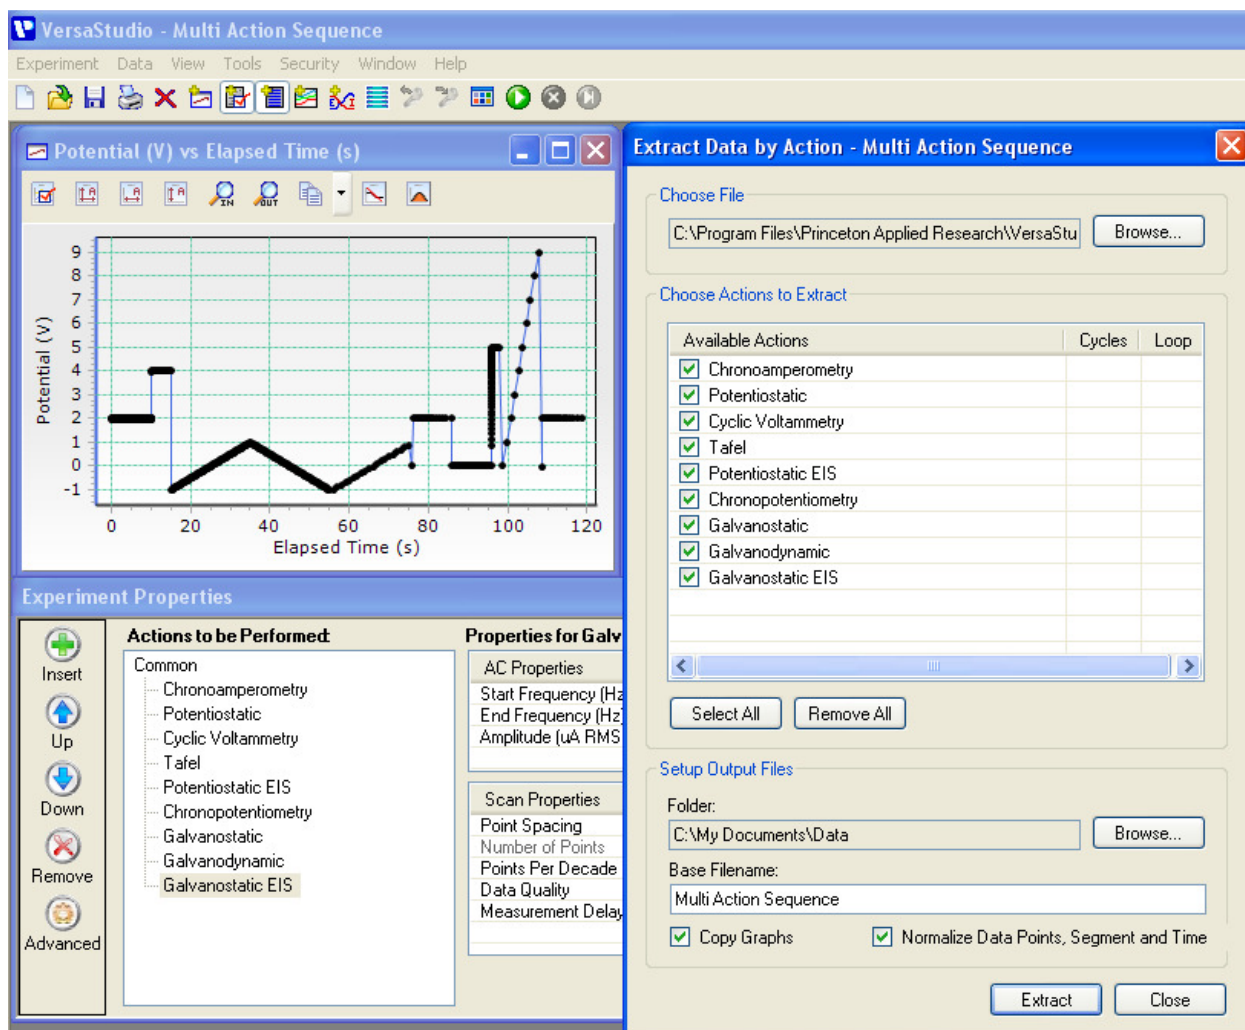 VersaStudio - Multi Action Sequence
Experiment Data View Tools Security Window Help
Potential (V) vs Elapsed Time (s)
IN OUT
9
8
7
6
5
4
3
2
1
0
-1
Potential (V)
0 20 40 60 80 100 120
Elapsed Time (s)
Experiment Properties
Insert
Up
Down
Remove
Advanced
Actions to be Performed:
Common
Chronoamperometry
Potentiostatic
Cyclic Voltammetry
Tafel
Potentiostatic EIS
Chronopotentiometry
Galvanostatic
Galvanodynamic
Galvanostatic EIS
Properties for Galv
AC Properties
Start Frequency (Hz
End Frequency (Hz)
Amplitude (uA RMS
Scan Properties
Point Spacing
Number of Points
Points Per Decade
Data Quality
Measurement Delay
Extract Data by Action - Multi Action Sequence
Choose File
C:\Program Files\Princeton Applied Research\VersaStu Browse...
Choose Actions to Extract
Available Actions Cycles Loop
Chronoamperometry
Potentiostatic
Cyclic Voltammetry
Tafel
Potentiostatic EIS
Chronopotentiometry
Galvanostatic
Galvanodynamic
Galvanostatic EIS
Select All Remove All
Setup Output Files
Folder:
C:\My Documents\Data Browse...
Base Filename:
Multi Action Sequence
Copy Graphs Normalize Data Points, Segment and Time
Extract Close